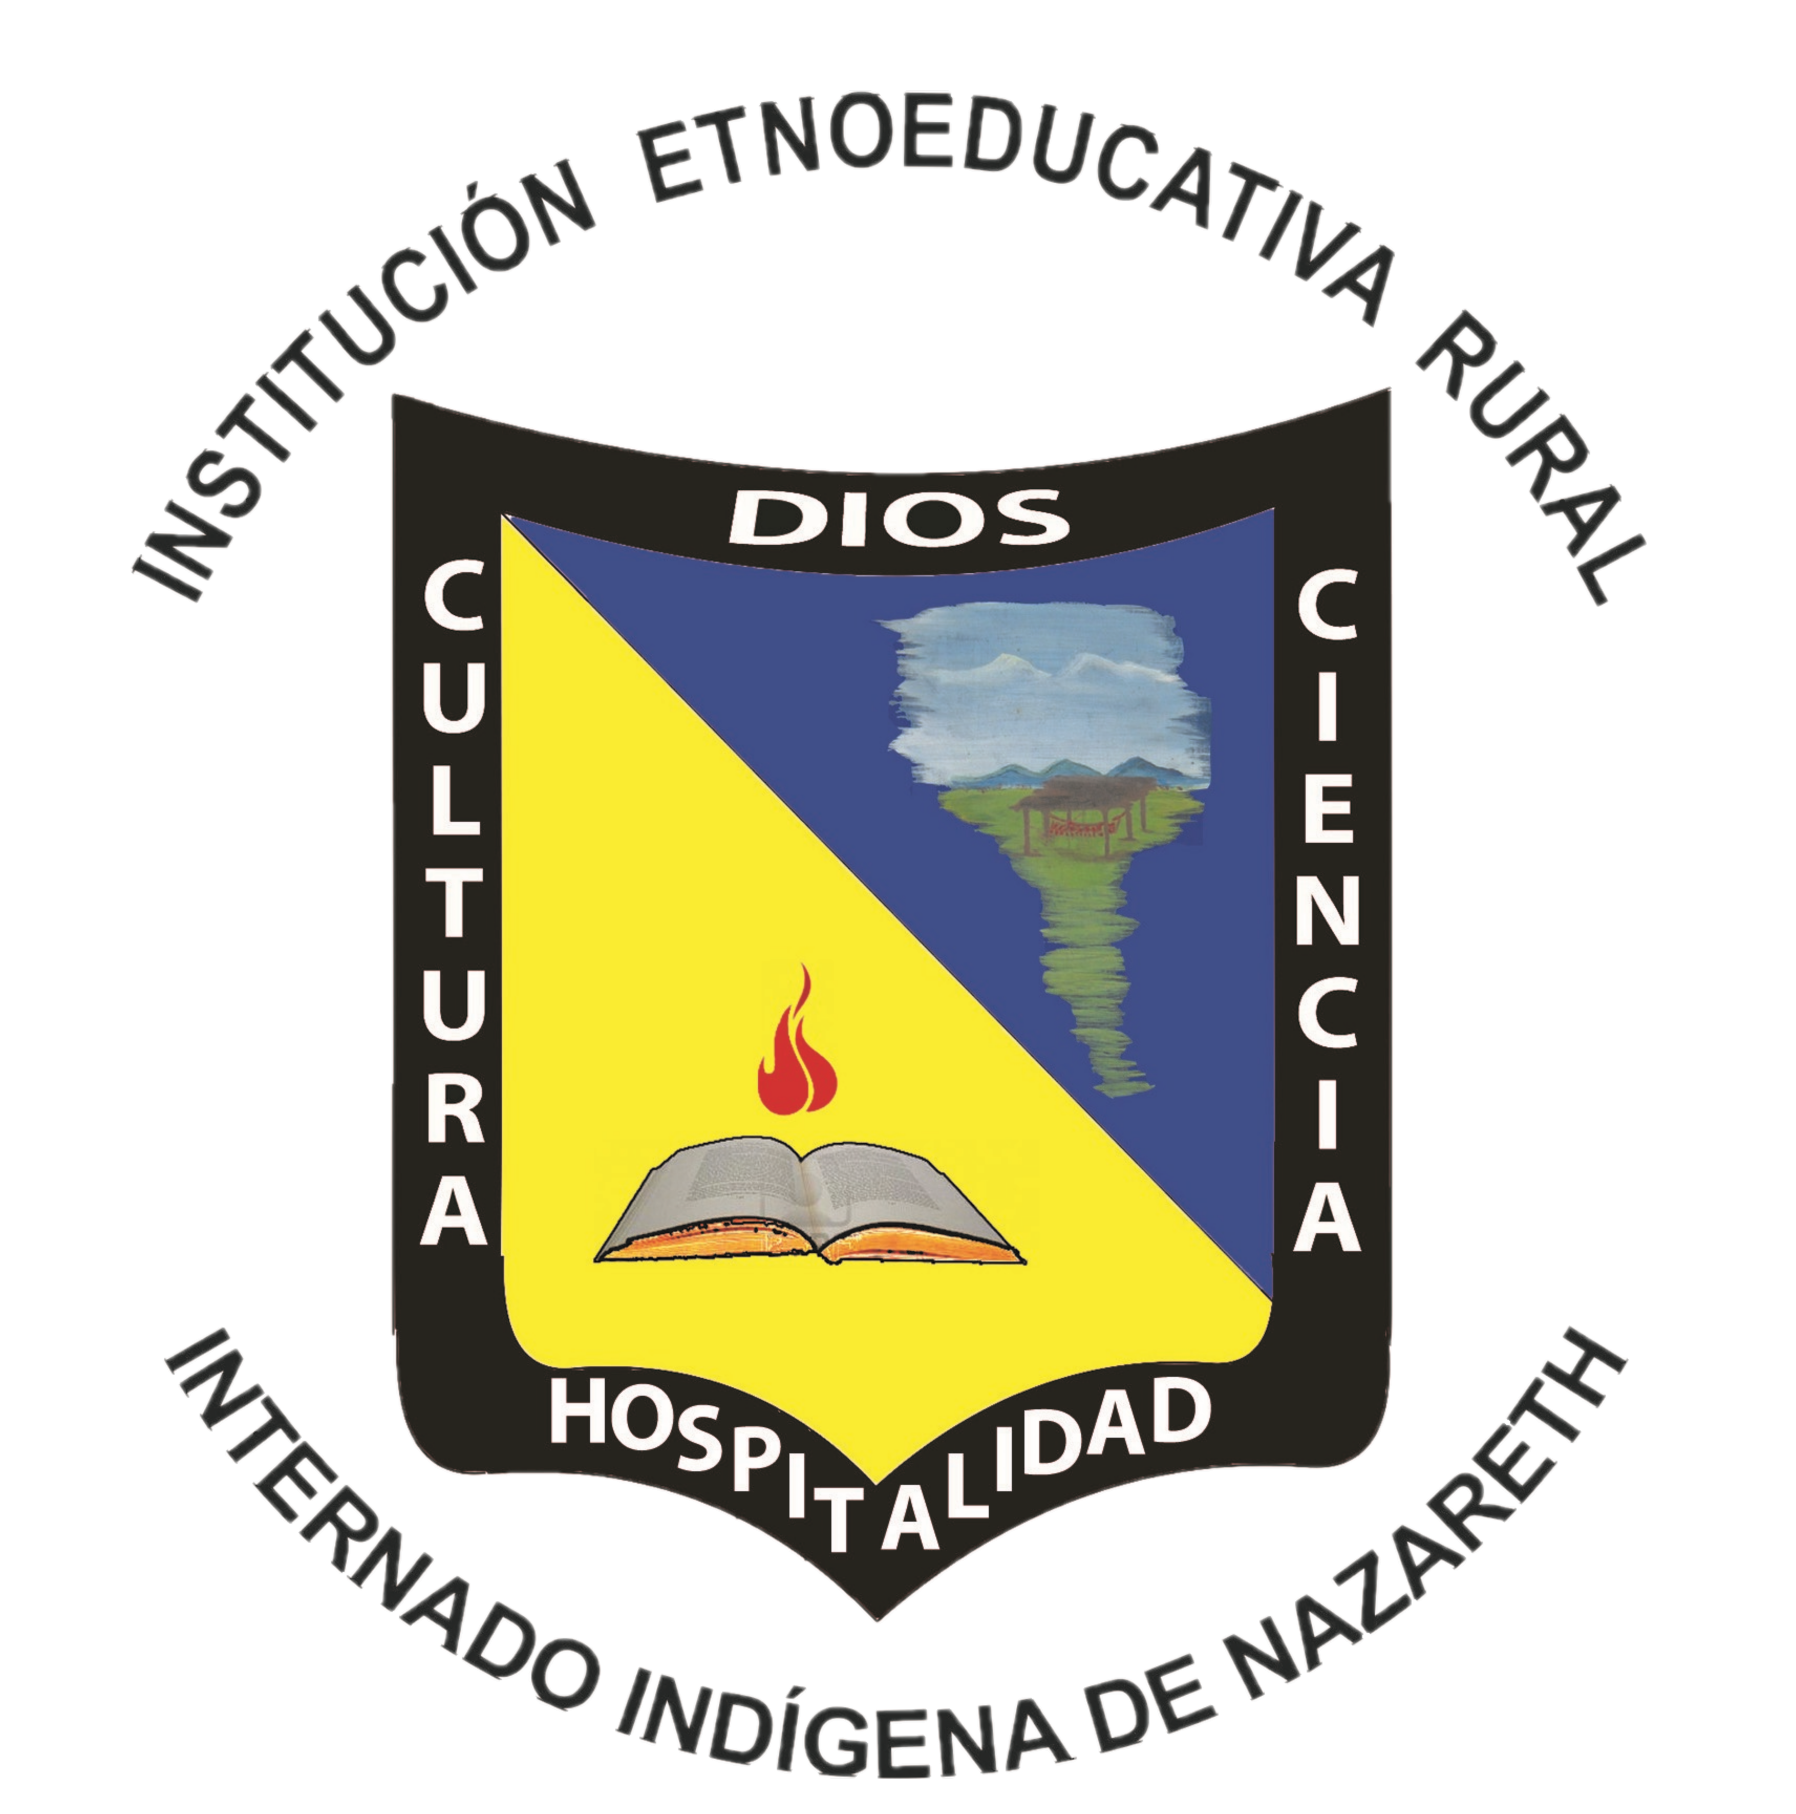 INSTITUCIÓN ETNOEDUCATIVA RURAL
DIOS
CULTURA
CIENCIA
HOSPITALIDAD
INTERNADO INDÍGENA DE NAZARETH